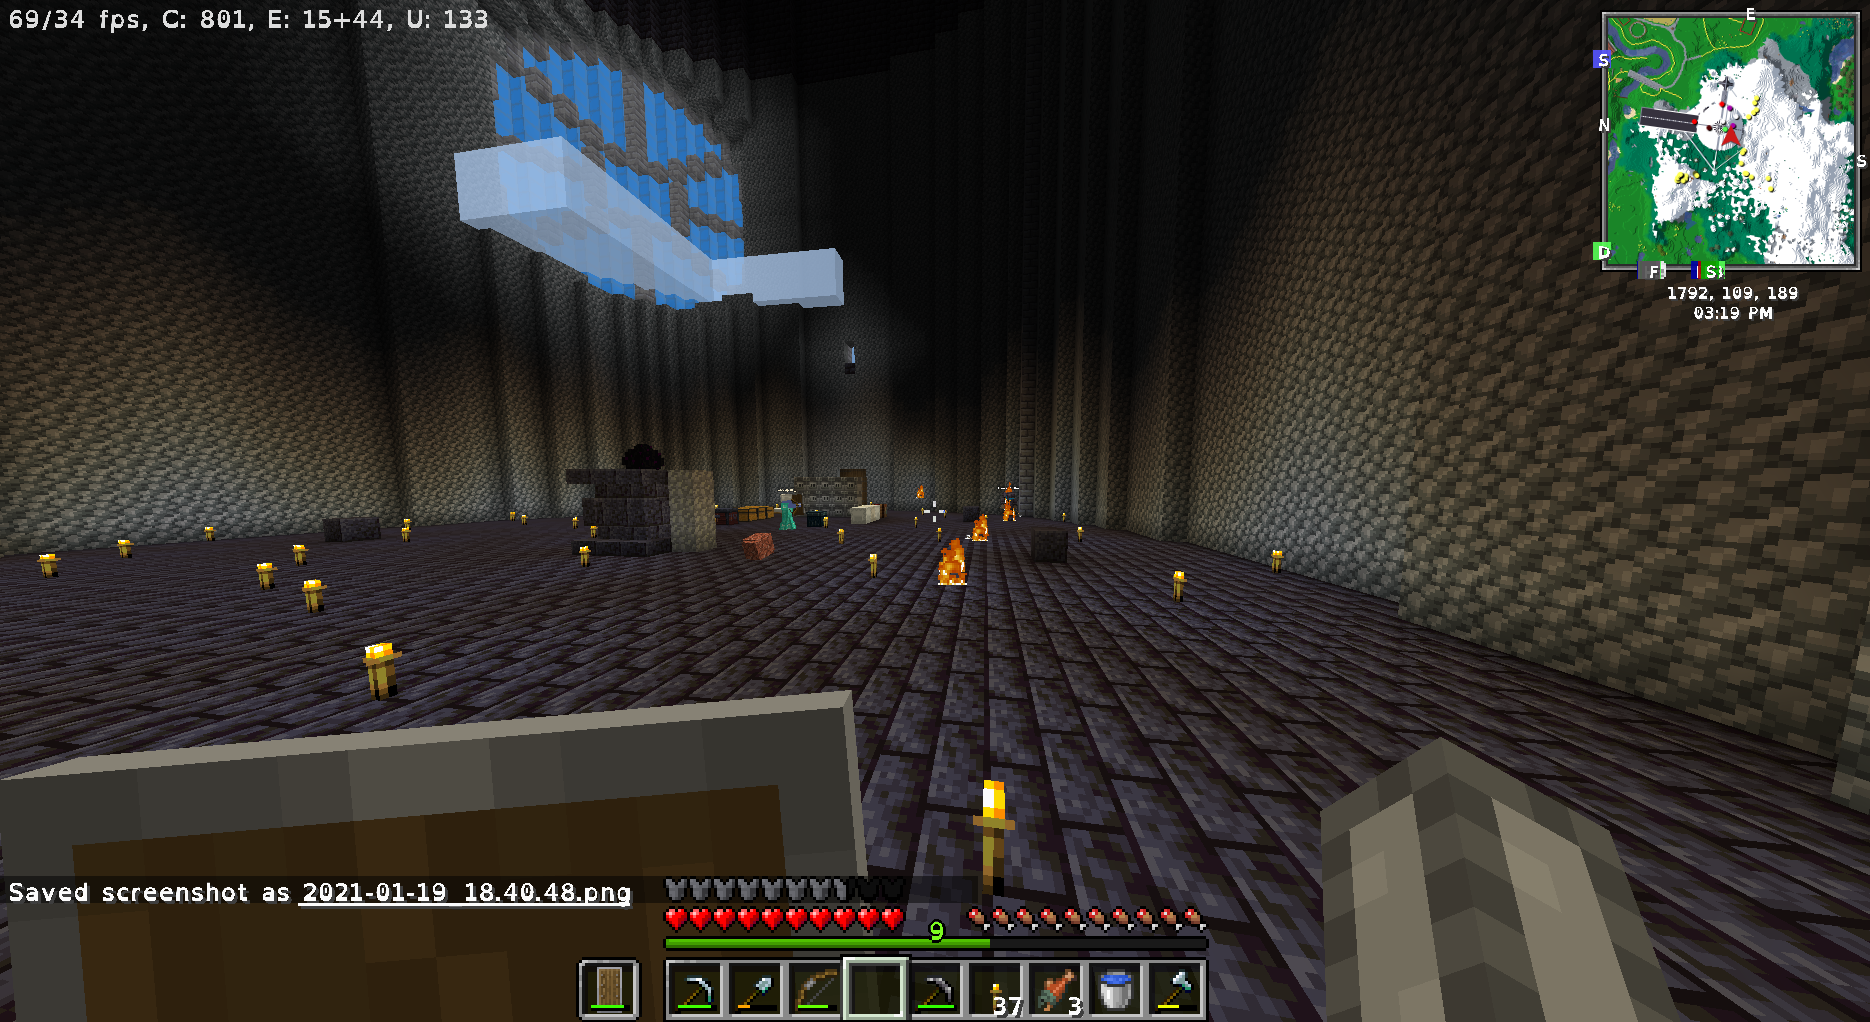 69/34 fps, C: 801, E: 15+44, U: 133
E
S
N
S
D
F
S
1792, 109, 189
03:19 PM
Saved screenshot as 2021-01-19_18.40.48.png
9
37
3